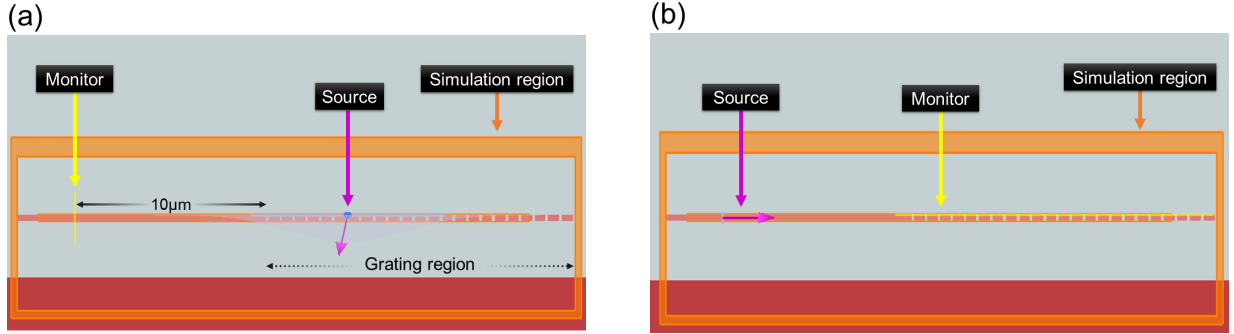 (a)
Monitor
Source
Simulation region
10µm
Grating region
(b)
Source
Monitor
Simulation region